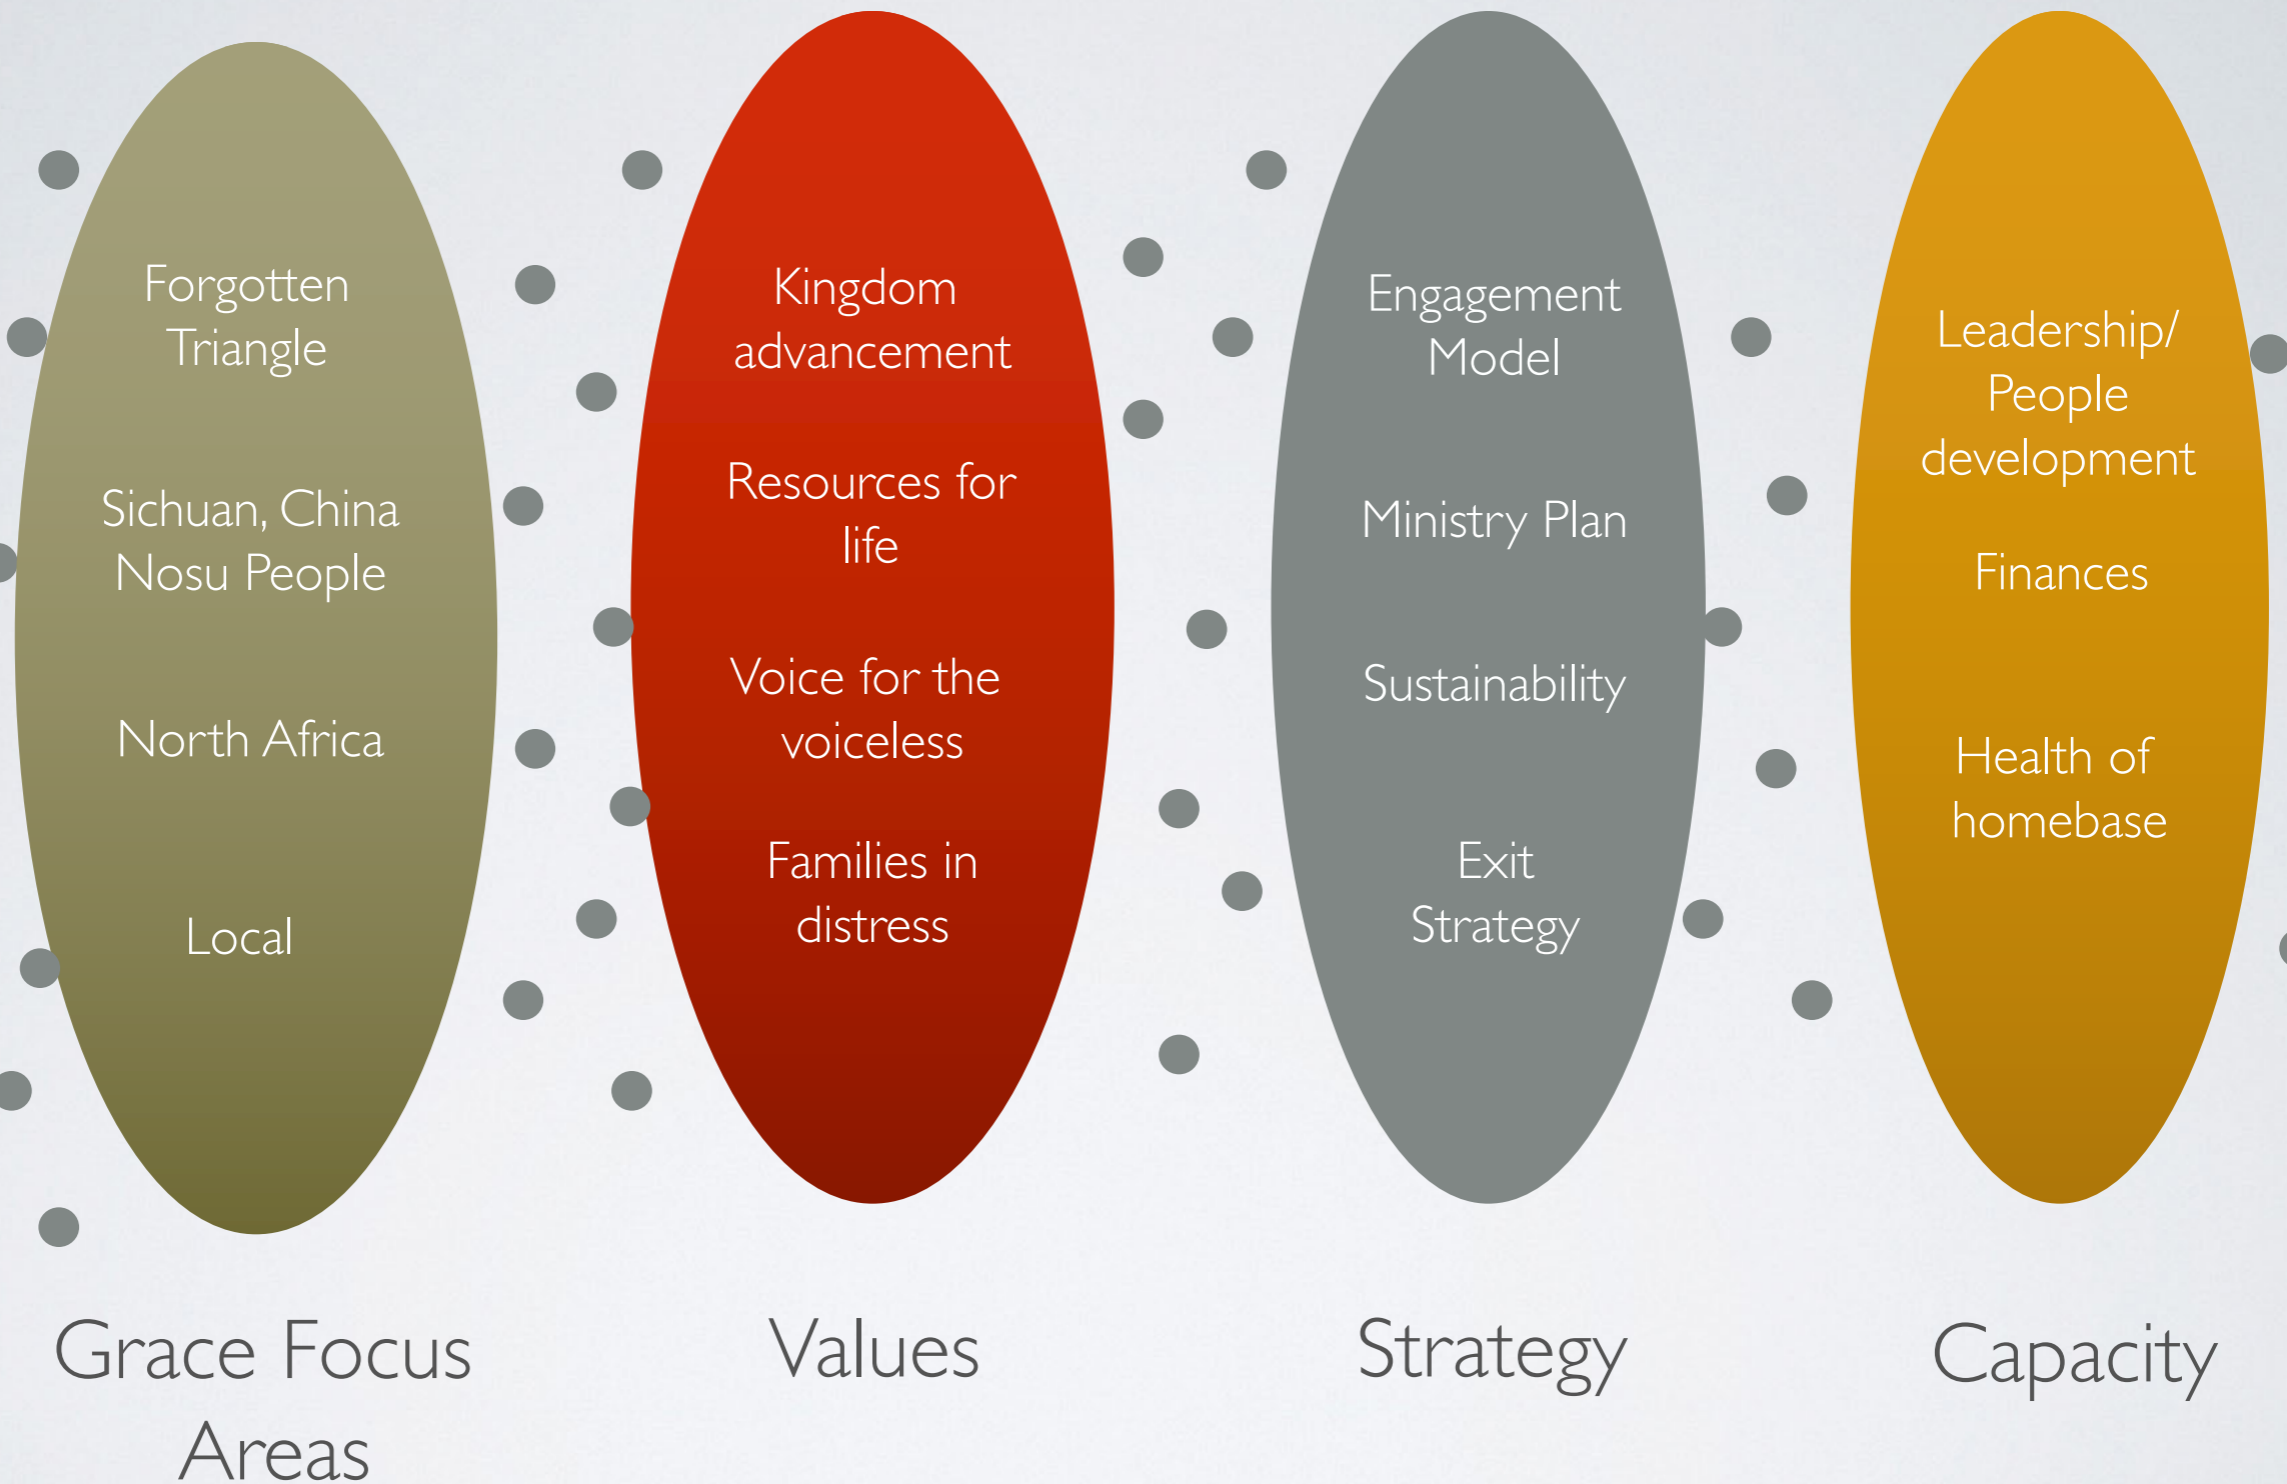 Forgotten
Triangle
Sichuan, China
Nosu People
North Africa
Local
Grace Focus
Areas
Kingdom
advancement
Resources for
life
Voice for the
voiceless
Families in
distress
Values
Engagement
Model
Ministry Plan
Sustainability
Exit
Strategy
Strategy
Leadership/
People
development
Finances
Health of
homebase
Capacity